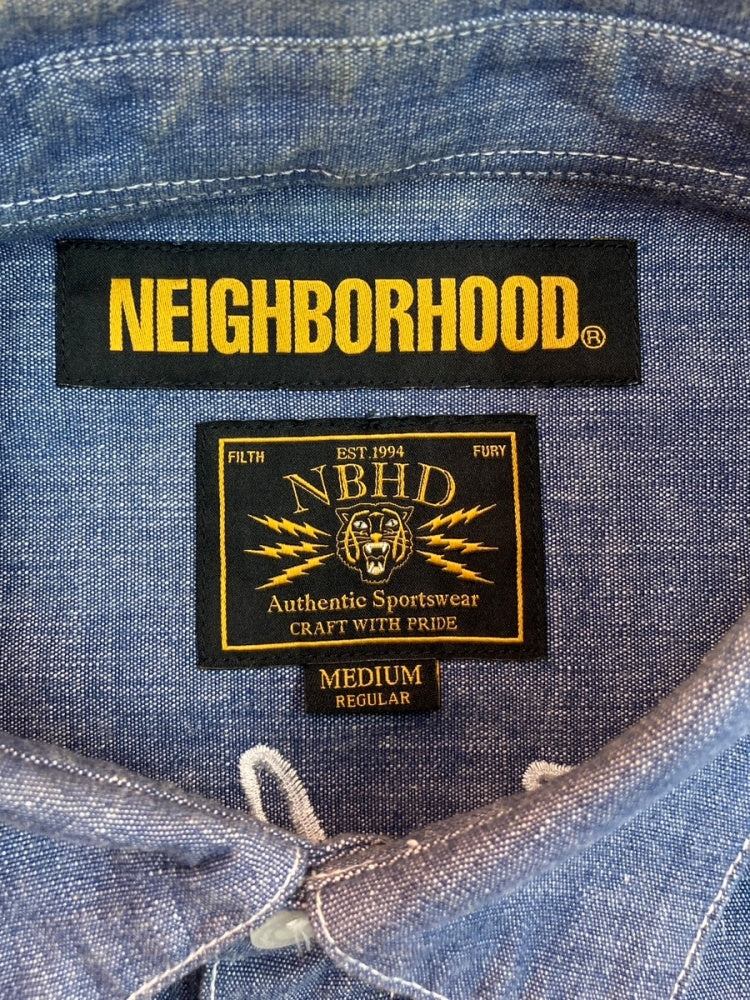 NEIGHBORHOOD®
FILTH EST.1994 FURY
NBHD
Authentic Sportswear
CRAFT WITH PRIDE
MEDIUM
REGULAR